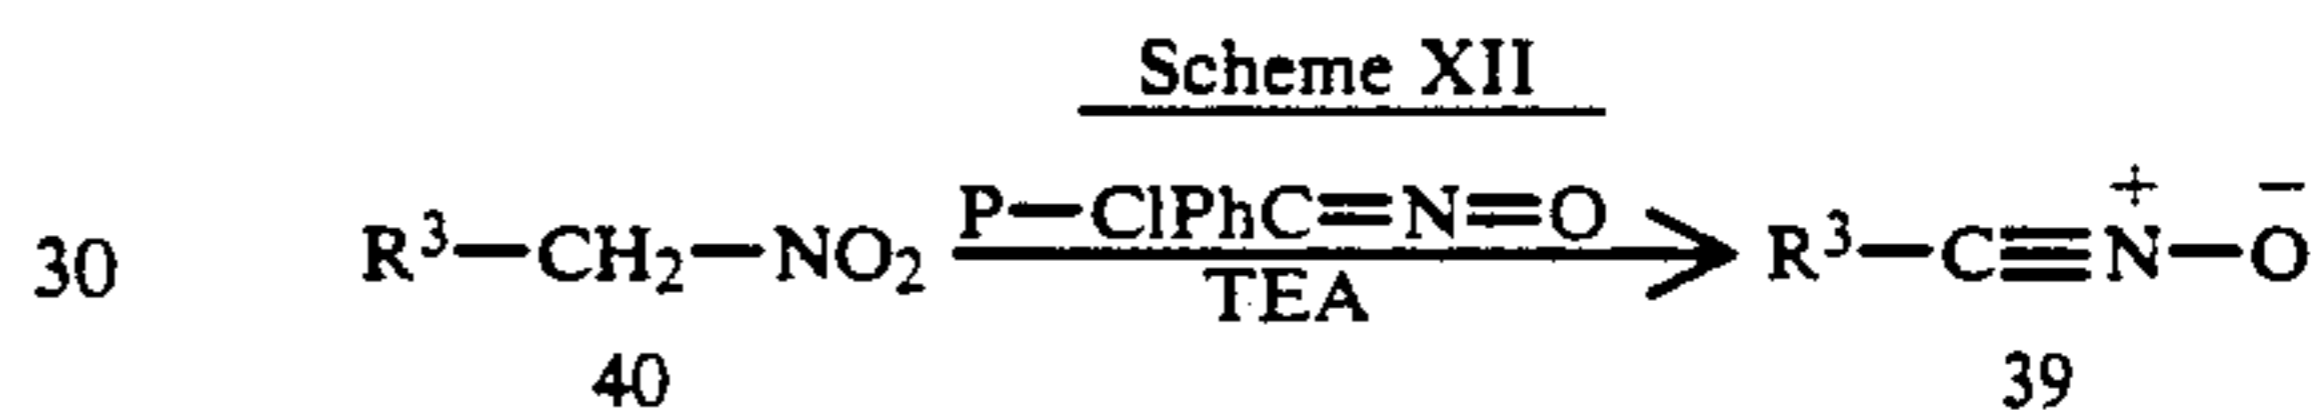 Scheme XII
P—ClPhC=N=O
30 R³—CH₂—NO₂ R³—C≡N⁺—O⁻
TEA
40 39